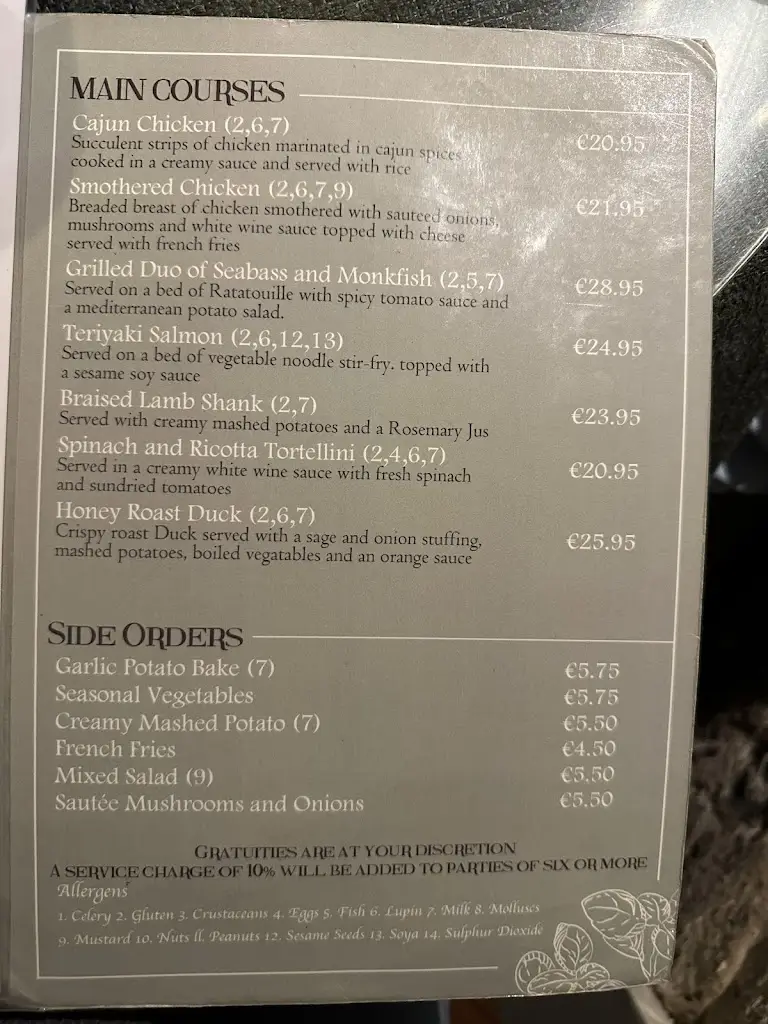 MAIN COURSES
Cajun Chicken (2,6,7)
Succulent strips of chicken marinated in cajun spices
cooked in a creamy sauce and served with rice
€20.95
Smothered Chicken (2,6,7,9)
Breaded breast of chicken smothered with sauteed onions,
mushrooms and white wine sauce topped with cheese
served with french fries
€21.95
Grilled Duo of Seabass and Monkfish (2,5,7)
Served on a bed of Ratatouille with spicy tomato sauce and
a mediterranean potato salad.
€28.95
Teriyaki Salmon (2,6,12,13)
Served on a bed of vegetable noodle stir-fry. topped with
a sesame soy sauce
€24.95
Braised Lamb Shank (2,7)
Served with creamy mashed potatoes and a Rosemary Jus
€23.95
Spinach and Ricotta Tortellini (2,4,6,7)
Served in a creamy white wine sauce with fresh spinach
and sundried tomatoes
€20.95
Honey Roast Duck (2,6,7)
Crispy roast Duck served with a sage and onion stuffing,
mashed potatoes, boiled vegatables and an orange sauce
€25.95
SIDE ORDERS
Garlic Potato Bake (7) €5.75
Seasonal Vegetables €5.75
Creamy Mashed Potato (7) €5.50
French Fries €4.50
Mixed Salad (9) €5.50
Sautée Mushrooms and Onions €5.50
GRATUITIES ARE AT YOUR DISCRETION
A SERVICE CHARGE OF 10% WILL BE ADDED TO PARTIES OF SIX OR MORE
Allergens
1. Celery 2. Gluten 3. Crustaceans 4. Eggs 5. Fish 6. Lupin 7. Milk 8. Molluscs
9. Mustard 10. Nuts 11. Peanuts 12. Sesame Seeds 13. Soya 14. Sulphur Dioxide